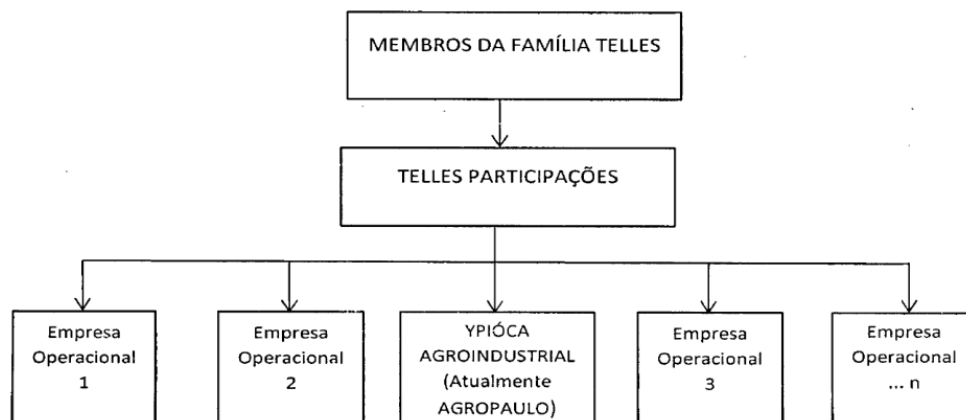 MEMBROS DA FAMÍLIA TELLES
TELLES PARTICIPAÇÕES
Empresa
Operacional
1
Empresa
Operacional
2
YPIÓCA
AGROINDUSTRIAL
(Atualmente
AGROPAULO)
Empresa
Operacional
3
Empresa
Operacional
... n